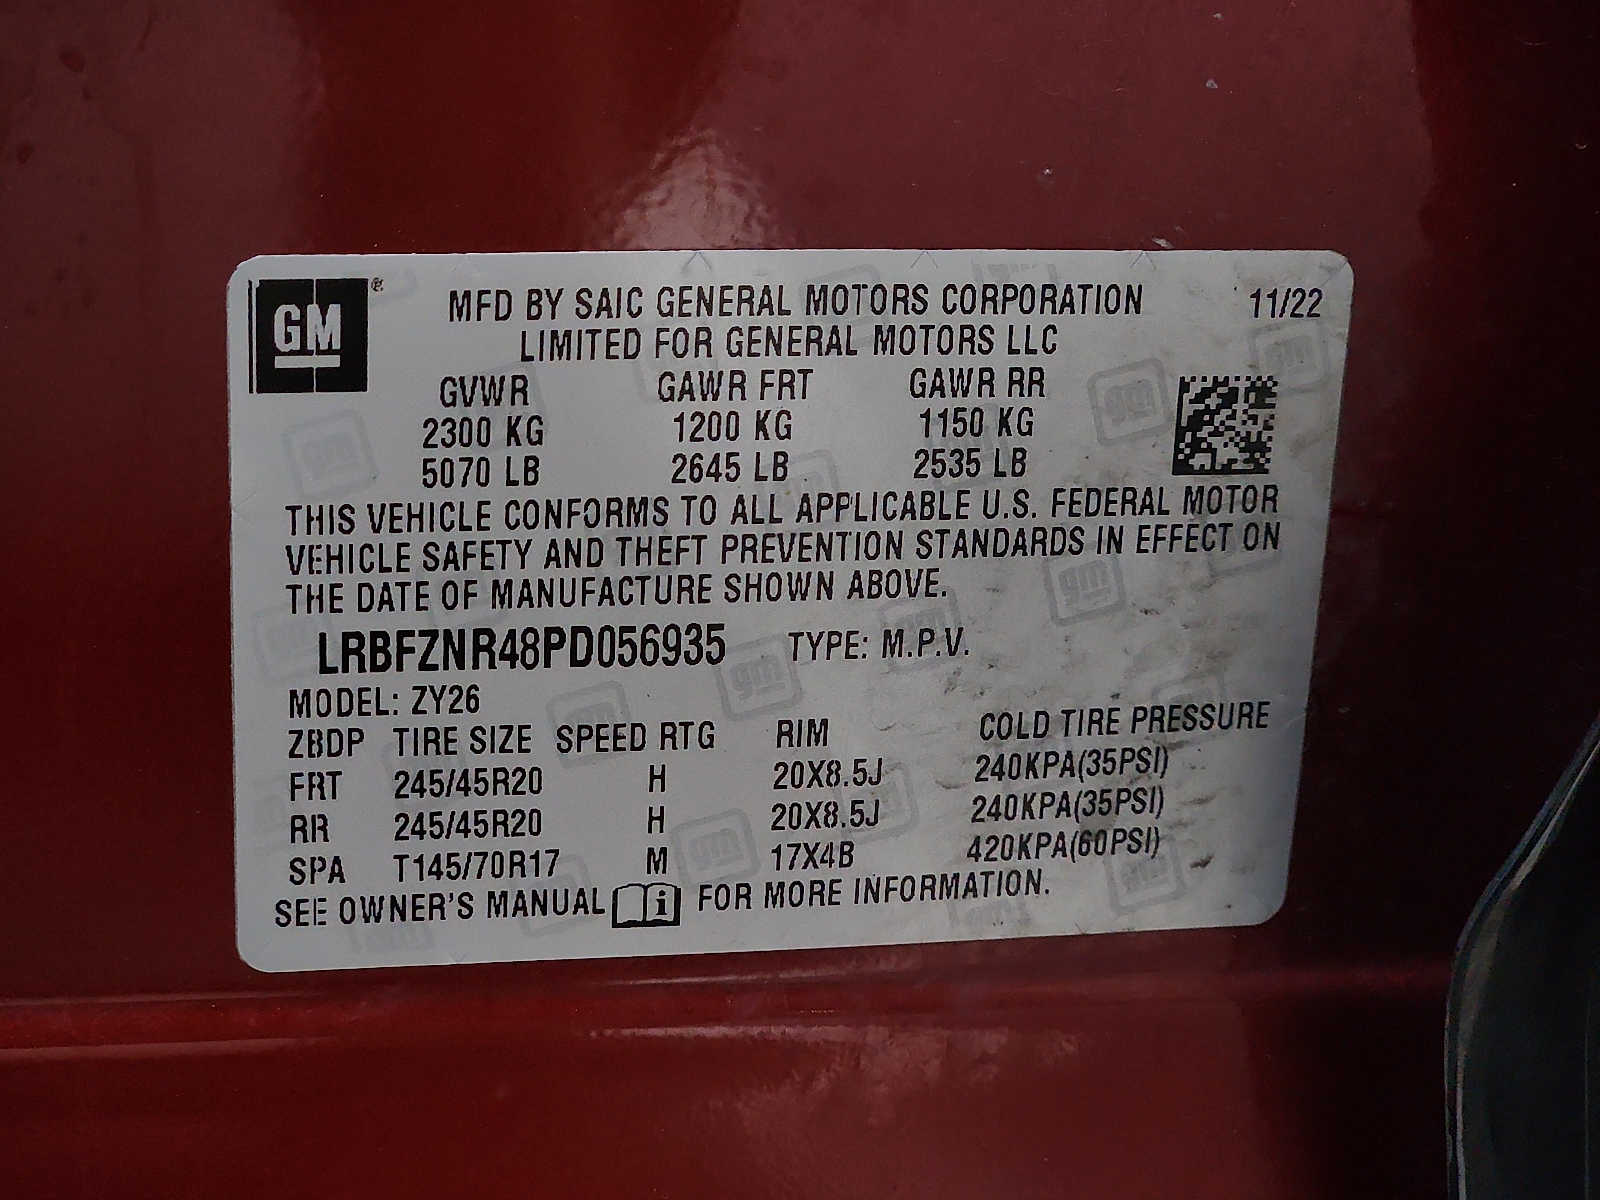 GM ®
MFD BY SAIC GENERAL MOTORS CORPORATION 11/22
LIMITED FOR GENERAL MOTORS LLC
GVWR GAWR FRT GAWR RR
2300 KG 1200 KG 1150 KG
5070 LB 2645 LB 2535 LB
THIS VEHICLE CONFORMS TO ALL APPLICABLE U.S. FEDERAL MOTOR
VEHICLE SAFETY AND THEFT PREVENTION STANDARDS IN EFFECT ON
THE DATE OF MANUFACTURE SHOWN ABOVE.
LRBFZNR48PD056935 TYPE: M.P.V.
MODEL: ZY26
ZBDP TIRE SIZE SPEED RTG RIM COLD TIRE PRESSURE
FRT 245/45R20 H 20X8.5J 240KPA(35PSI)
RR 245/45R20 H 20X8.5J 240KPA(35PSI)
SPA T145/70R17 M 17X4B 420KPA(60PSI)
SEE OWNER'S MANUAL i FOR MORE INFORMATION.